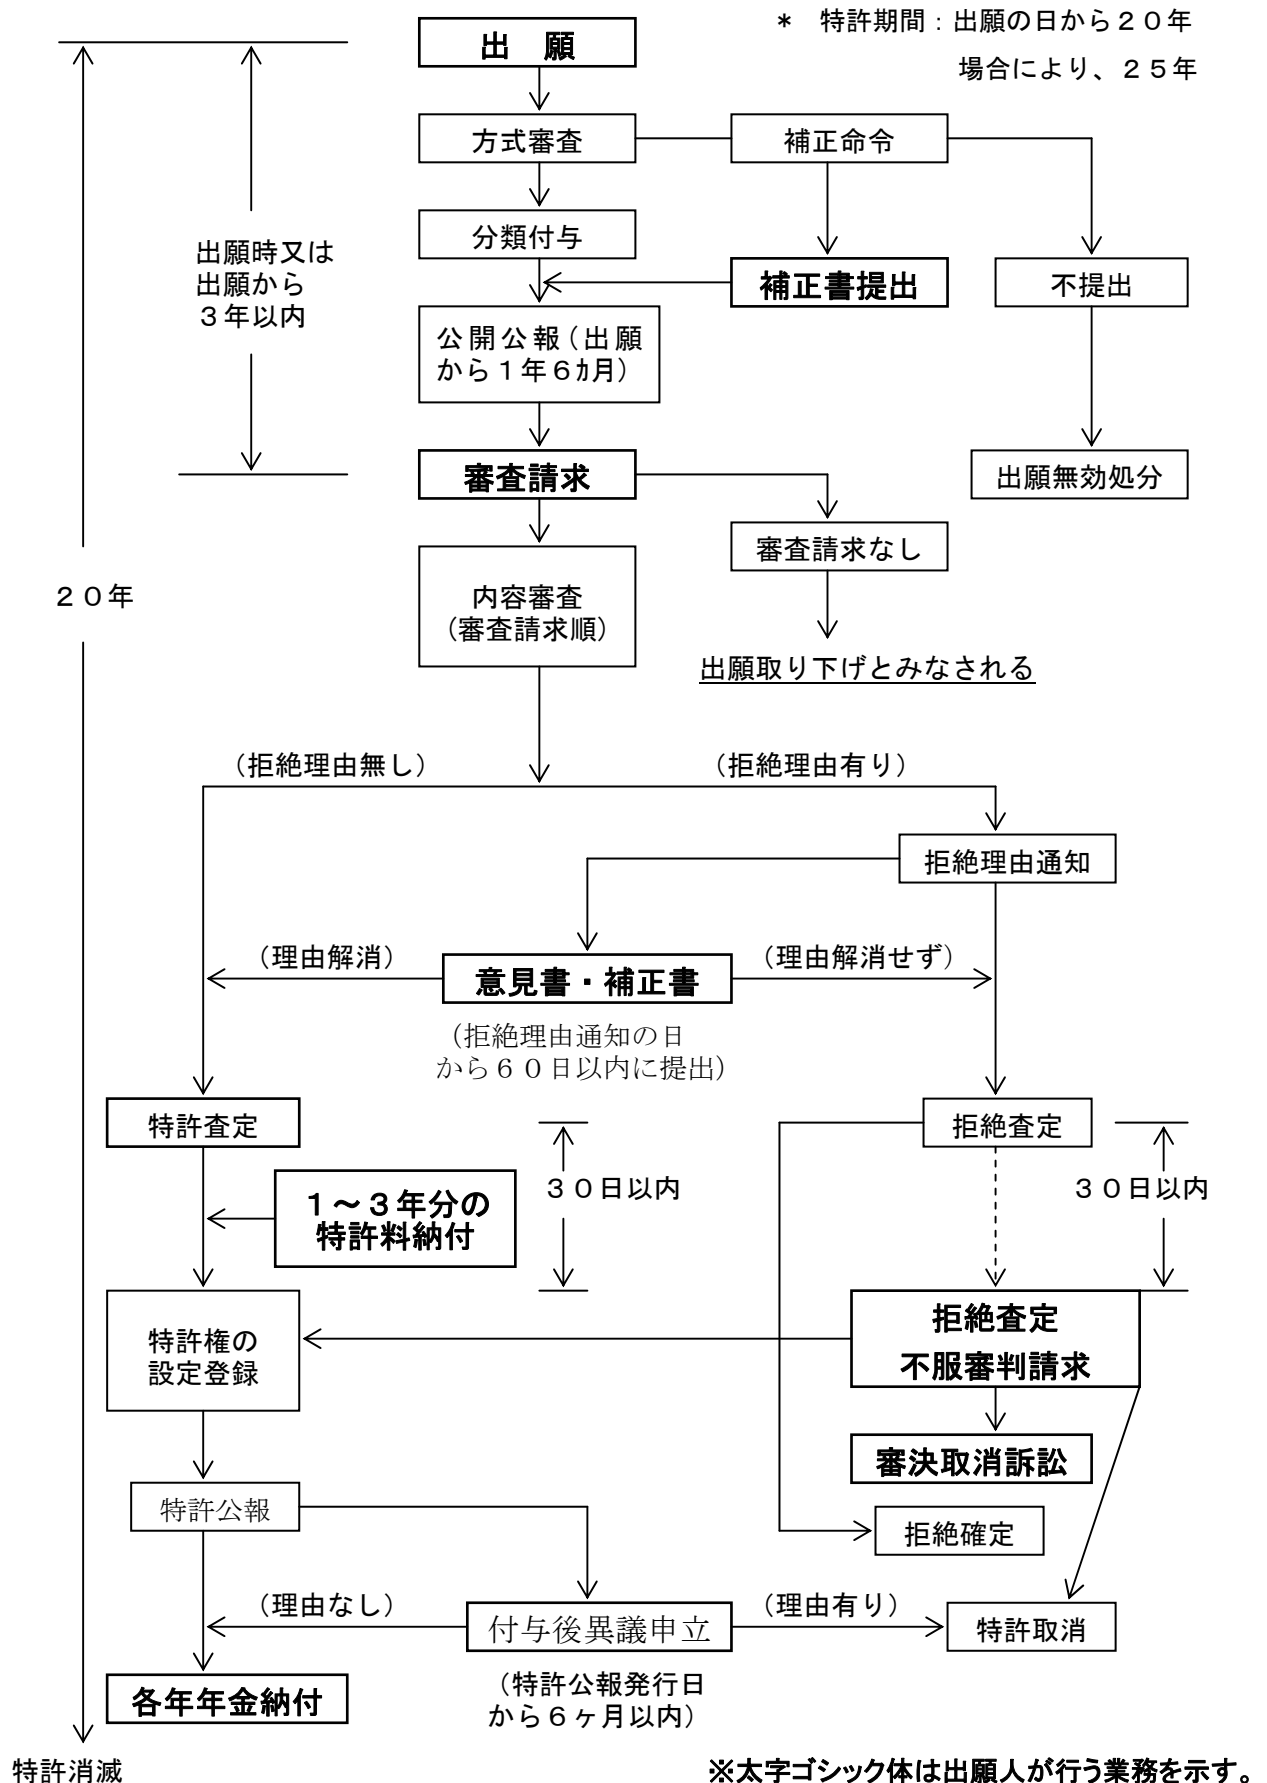 ＊　特許期間：出願の日から２０年
場合により、２５年
出　願
方式審査
補正命令
分類付与
出願時又は
出願から
３年以内
補正書提出
不提出
公開公報（出願
から１年６ｶ月）
審査請求
出願無効処分
審査請求なし
２０年
内容審査
（審査請求順）
出願取り下げとみなされる
（拒絶理由無し）
（拒絶理由有り）
拒絶理由通知
（理由解消）
意見書・補正書
（理由解消せず）
（拒絶理由通知の日
から６０日以内に提出）
特許査定
拒絶査定
１～３年分の
特許料納付
３０日以内
３０日以内
特許権の
設定登録
拒絶査定
不服審判請求
審決取消訴訟
特許公報
拒絶確定
（理由なし）
付与後異議申立
（理由有り）
特許取消
各年年金納付
（特許公報発行日
から６ヶ月以内）
特許消滅
※太字ゴシック体は出願人が行う業務を示す。